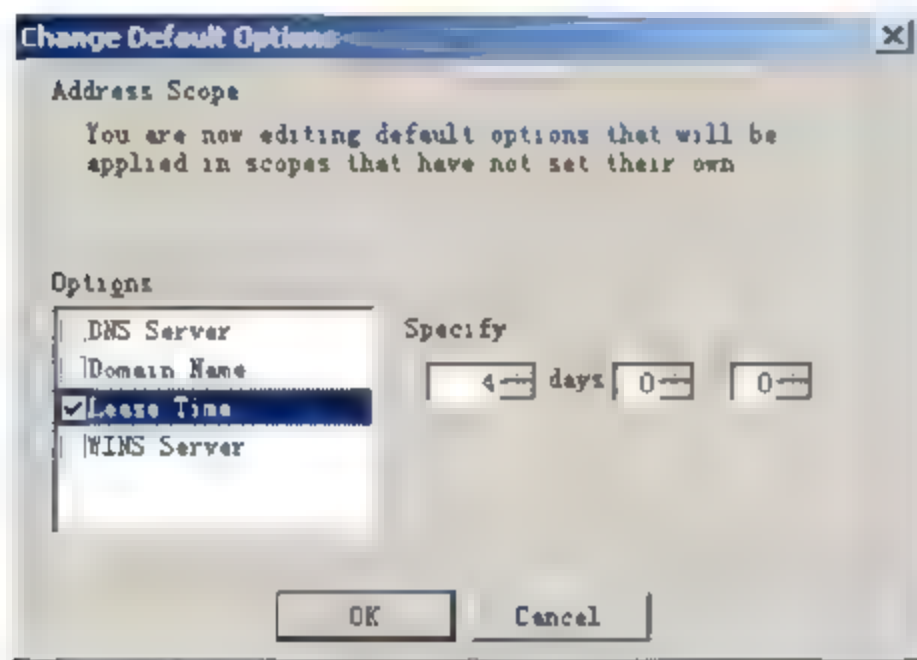 Change Default Options
Address Scope
You are now editing default options that will be
applied in scopes that have not set their own
Options
DNS Server
Domain Name
Lease Time
WINS Server
Specify
4 days 0 0
OK
Cancel